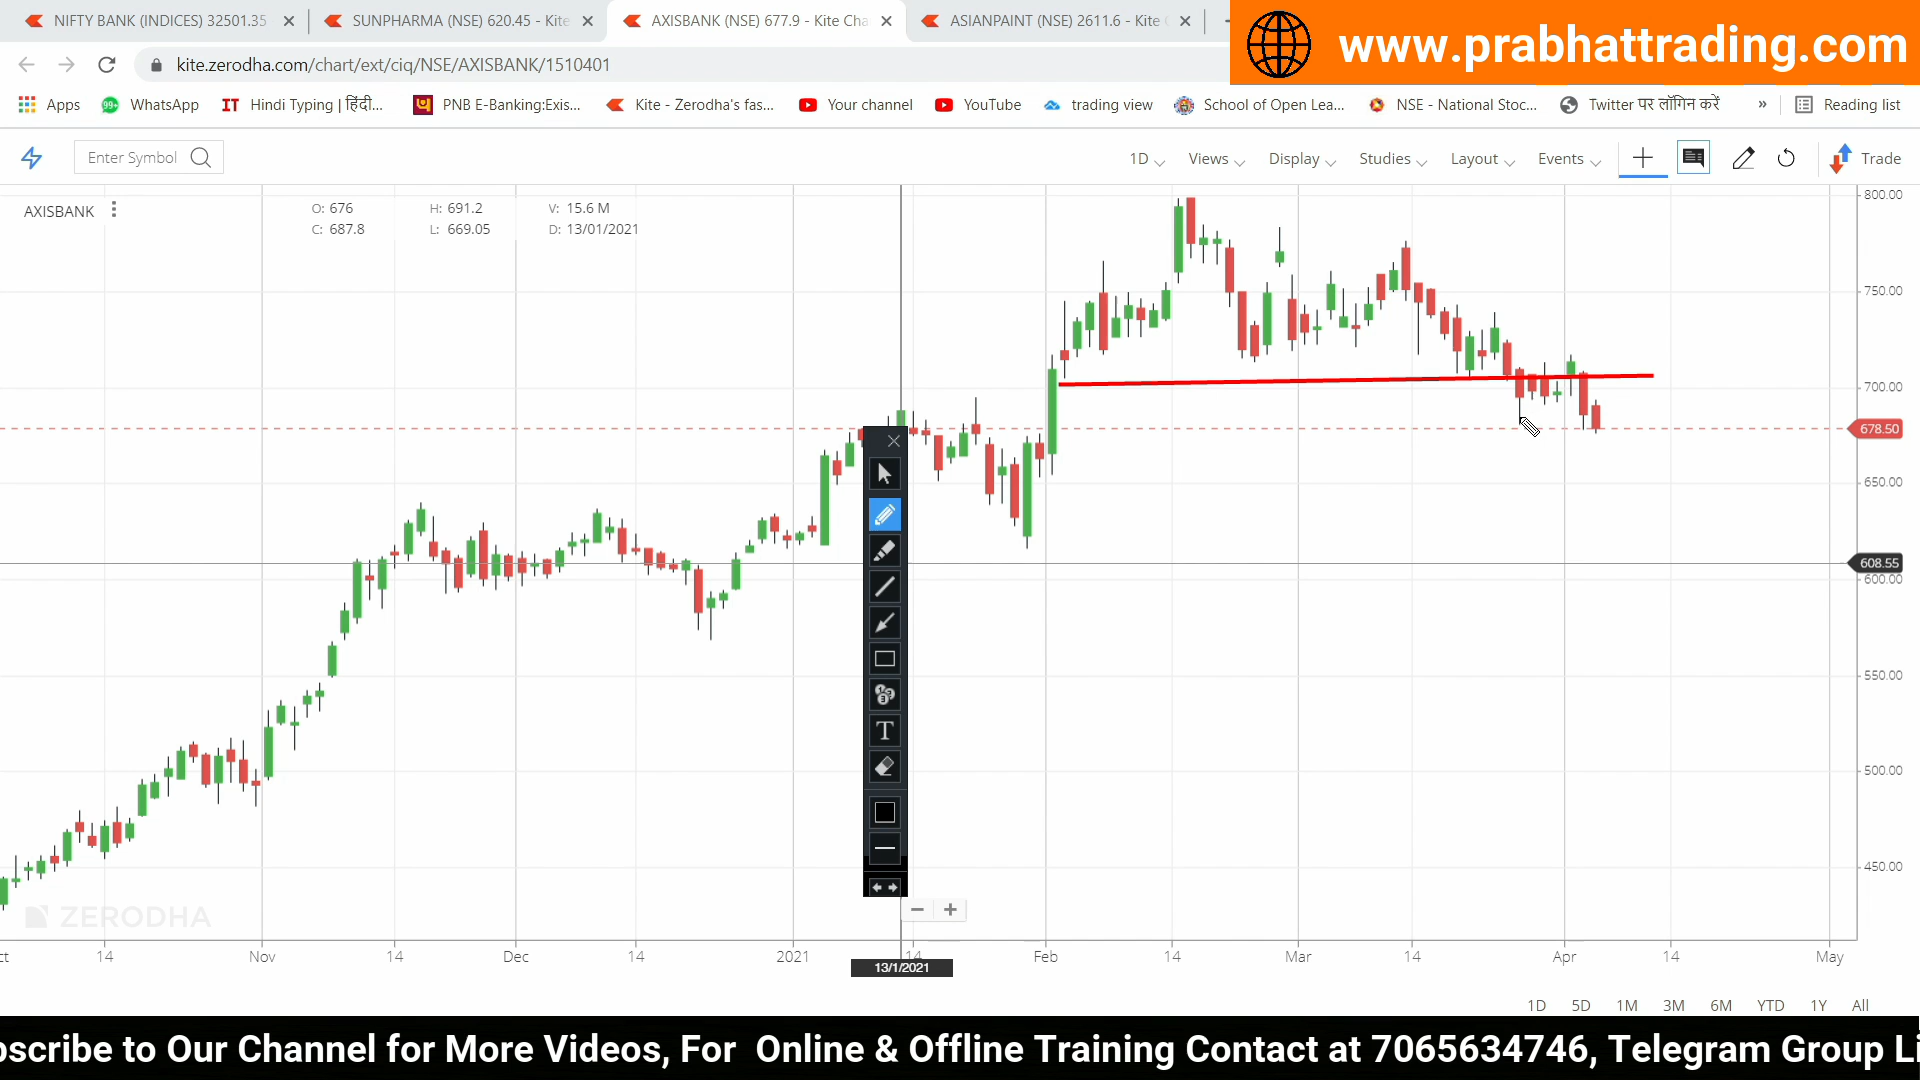 NIFTY BANK (INDICES) 32501.35
SUNPHARMA (NSE) 620.45 - Kite
AXISBANK (NSE) 677.9 - Kite Cha
ASIANPAINT (NSE) 2611.6 - Kite
www.prabhattrading.com
kite.zerodha.com/chart/ext/ciq/NSE/AXISBANK/1510401
Apps
99+
WhatsApp
IT Hindi Typing | हिंदी...
PNB E-Banking:Exis...
Kite - Zerodha's fas...
Your channel
YouTube
trading view
School of Open Lea...
NSE - National Stoc...
Twitter पर लॉगिन करें
»
Reading list
Enter Symbol
1D
Views
Display
Studies
Layout
Events
Trade
AXISBANK
O: 676 H: 691.2 V: 15.6 M
C: 687.8 L: 669.05 D: 13/01/2021
800.00
750.00
700.00
678.50
650.00
608.55
600.00
550.00
500.00
450.00
T
ZERODHA
ct 14 Nov 14 Dec 14 2021 14 Feb 14 Mar 14 Apr 14 May
13/1/2021
1D 5D 1M 3M 6M YTD 1Y All
bscribe to Our Channel for More Videos, For Online & Offline Training Contact at 7065634746, Telegram Group Li